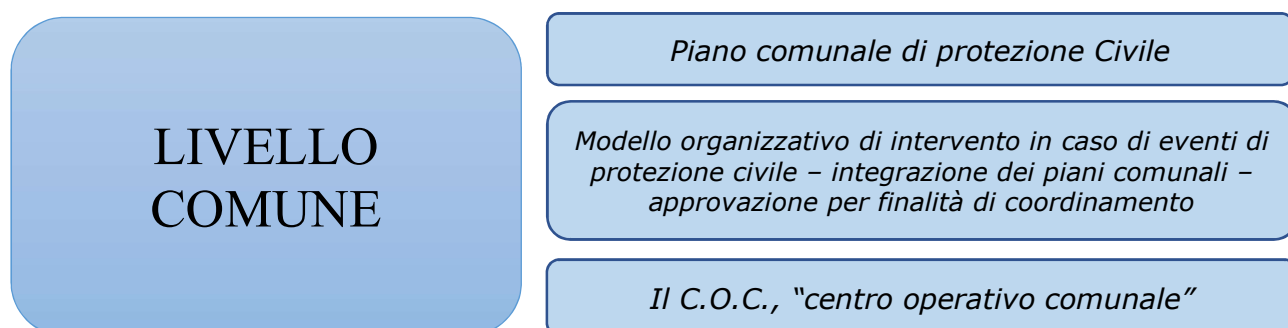 LIVELLO
COMUNE
Piano comunale di protezione Civile
Modello organizzativo di intervento in caso di eventi di
protezione civile – integrazione dei piani comunali –
approvazione per finalità di coordinamento
Il C.O.C., “centro operativo comunale”